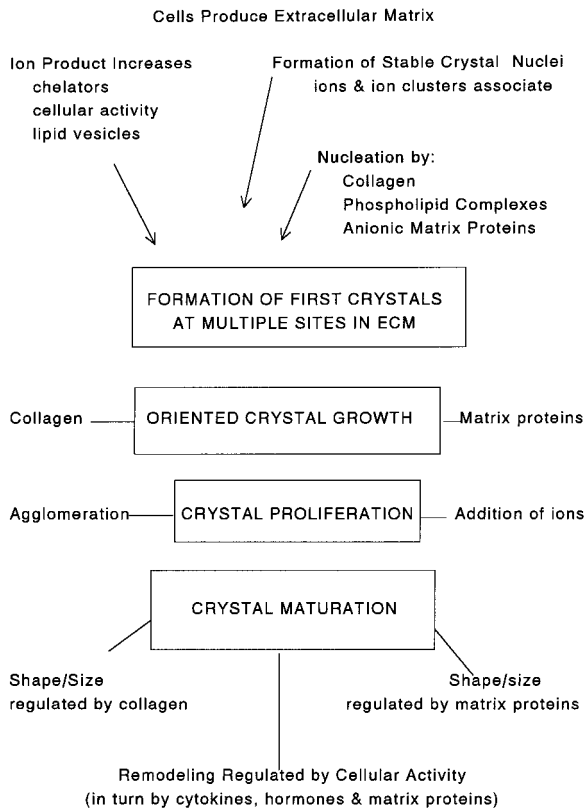 Cells Produce Extracellular Matrix
Ion Product Increases
chelators
cellular activity
lipid vesicles
Formation of Stable Crystal Nuclei
ions & ion clusters associate
Nucleation by:
Collagen
Phospholipid Complexes
Anionic Matrix Proteins
FORMATION OF FIRST CRYSTALS
AT MULTIPLE SITES IN ECM
Collagen
ORIENTED CRYSTAL GROWTH
Matrix proteins
Agglomeration
CRYSTAL PROLIFERATION
Addition of ions
CRYSTAL MATURATION
Shape/Size
regulated by collagen
Shape/size
regulated by matrix proteins
Remodeling Regulated by Cellular Activity
(in turn by cytokines, hormones & matrix proteins)